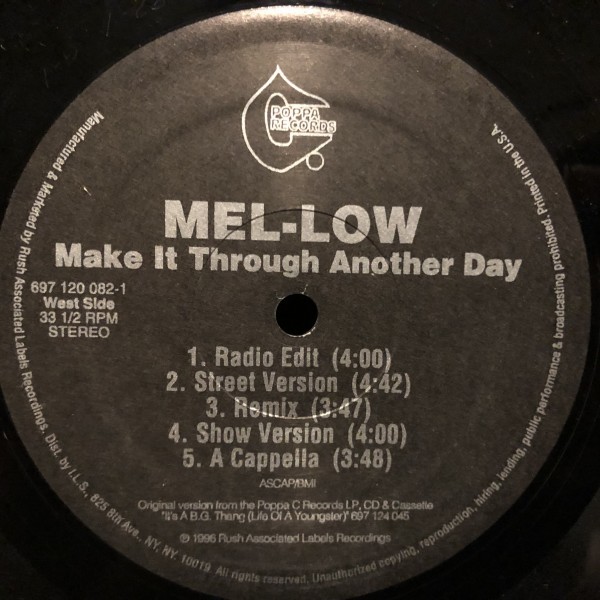 POPPA
RECORDS
MEL-LOW
Make It Through Another Day
697 120 082-1
West Side
33 1/2 RPM
STEREO
1. Radio Edit (4:00)
2. Street Version (4:42)
3. Remix (3:47)
4. Show Version (4:00)
5. A Cappella (3:48)
ASCAP/BMI
Original version from the Poppa C Records LP, CD & Cassette
"It's A B.G. Thang (Life Of A Youngster)" 697 124 045
℗ 1996 Rush Associated Labels Recordings
Manufactured & Marketed by Rush Associated Labels Recordings. Dist. by I.L.S. 825 8th Ave., NY, NY. 10019 All rights reserved. Unauthorized copying, reproduction, hiring, lending, public performance & broadcasting prohibited. Printed in the U.S.A.